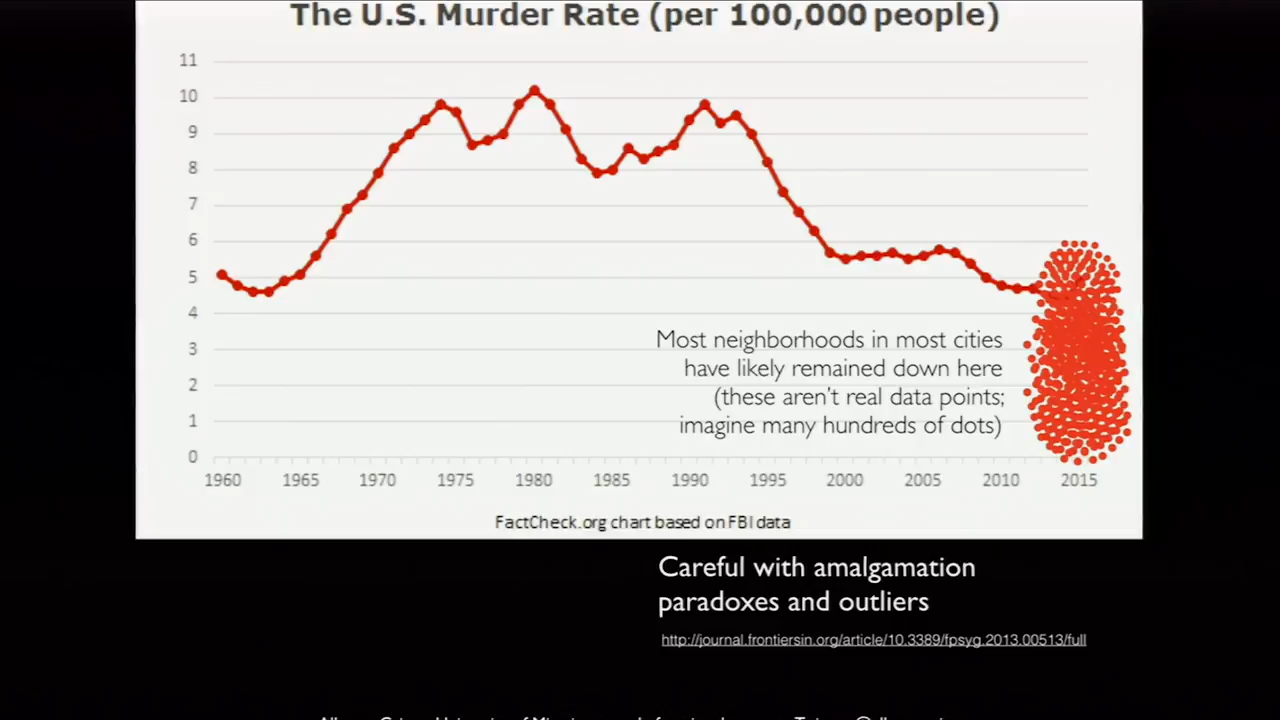 The U.S. Murder Rate (per 100,000 people)
11
10
9
8
7
6
5
4
3
2
1
0
Most neighborhoods in most cities
have likely remained down here
(these aren't real data points;
imagine many hundreds of dots)
1960 1965 1970 1975 1980 1985 1990 1995 2000 2005 2010 2015
FactCheck.org chart based on FBI data
Careful with amalgamation
paradoxes and outliers
http://journal.frontiersin.org/article/10.3389/fpsyg.2013.00513/full